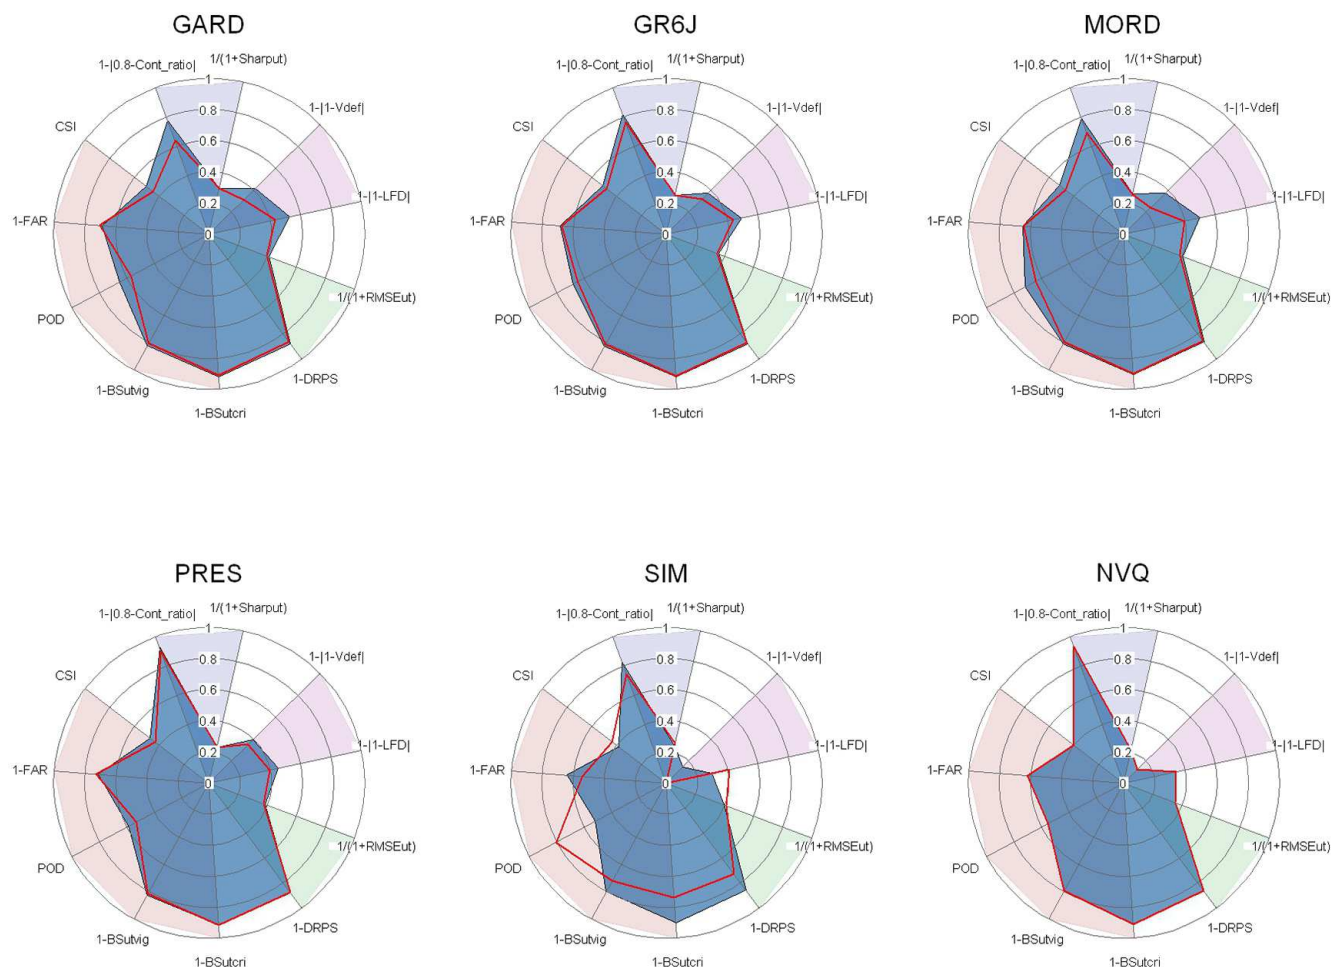 GARD
GR6J
MORD
1-|0.8-Cont_ratio|
1/(1+Sharput)
1-|1-Vdef|
1-|1-LFD|
1/(1+RMSEut)
1-DRPS
1-BSutcri
1-BSutvig
POD
1-FAR
CSI
1
0.8
0.6
0.4
0.2
0
1-|0.8-Cont_ratio|
1/(1+Sharput)
1-|1-Vdef|
1-|1-LFD|
1/(1+RMSEut)
1-DRPS
1-BSutcri
1-BSutvig
POD
1-FAR
CSI
1
0.8
0.6
0.4
0.2
0
1-|0.8-Cont_ratio|
1/(1+Sharput)
1-|1-Vdef|
1-|1-LFD|
1/(1+RMSEut)
1-DRPS
1-BSutcri
1-BSutvig
POD
1-FAR
CSI
1
0.8
0.6
0.4
0.2
0
PRES
SIM
NVQ
1-|0.8-Cont_ratio|
1/(1+Sharput)
1-|1-Vdef|
1-|1-LFD|
1/(1+RMSEut)
1-DRPS
1-BSutcri
1-BSutvig
POD
1-FAR
CSI
1
0.8
0.6
0.4
0.2
0
1-|0.8-Cont_ratio|
1/(1+Sharput)
1-|1-Vdef|
1-|1-LFD|
1/(1+RMSEut)
1-DRPS
1-BSutcri
1-BSutvig
POD
1-FAR
CSI
1
0.8
0.6
0.4
0.2
0
1-|0.8-Cont_ratio|
1/(1+Sharput)
1-|1-Vdef|
1-|1-LFD|
1/(1+RMSEut)
1-DRPS
1-BSutcri
1-BSutvig
POD
1-FAR
CSI
1
0.8
0.6
0.4
0.2
0